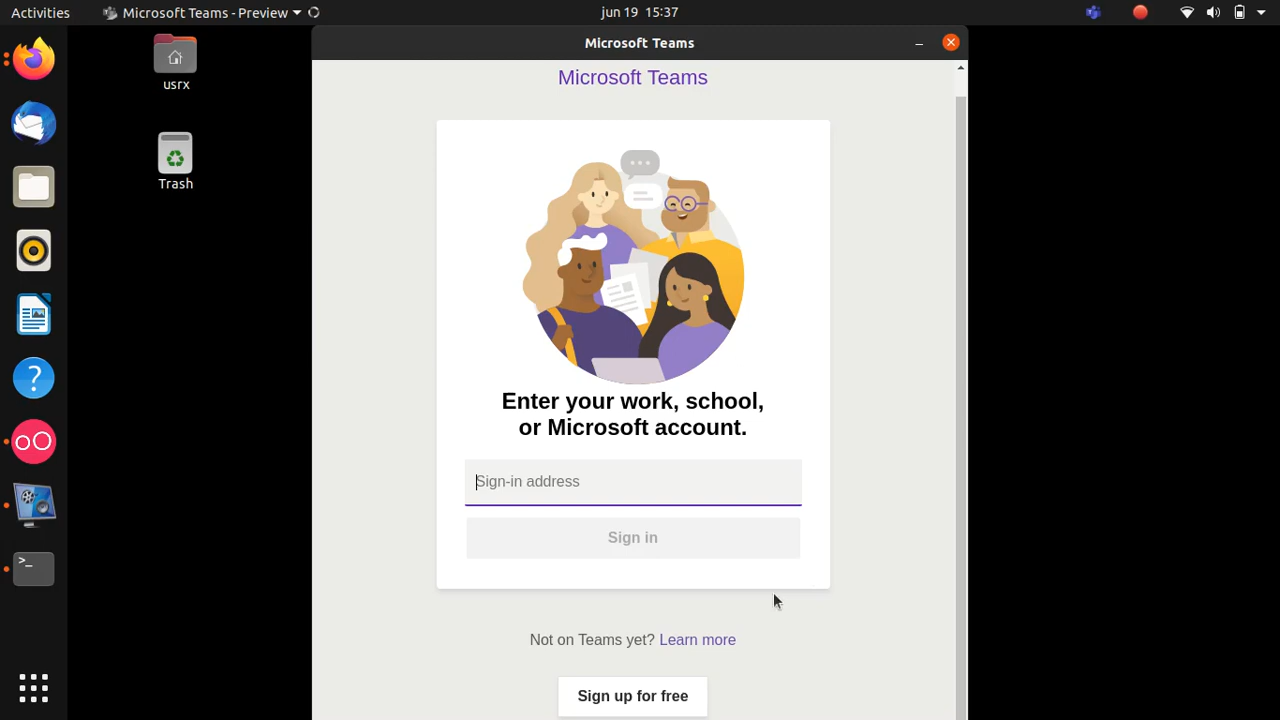 Activities
Microsoft Teams - Preview
jun 19 15:37
Microsoft Teams
usrx
Trash
Microsoft Teams
Enter your work, school,
or Microsoft account.
Sign-in address
Sign in
Not on Teams yet? Learn more
Sign up for free